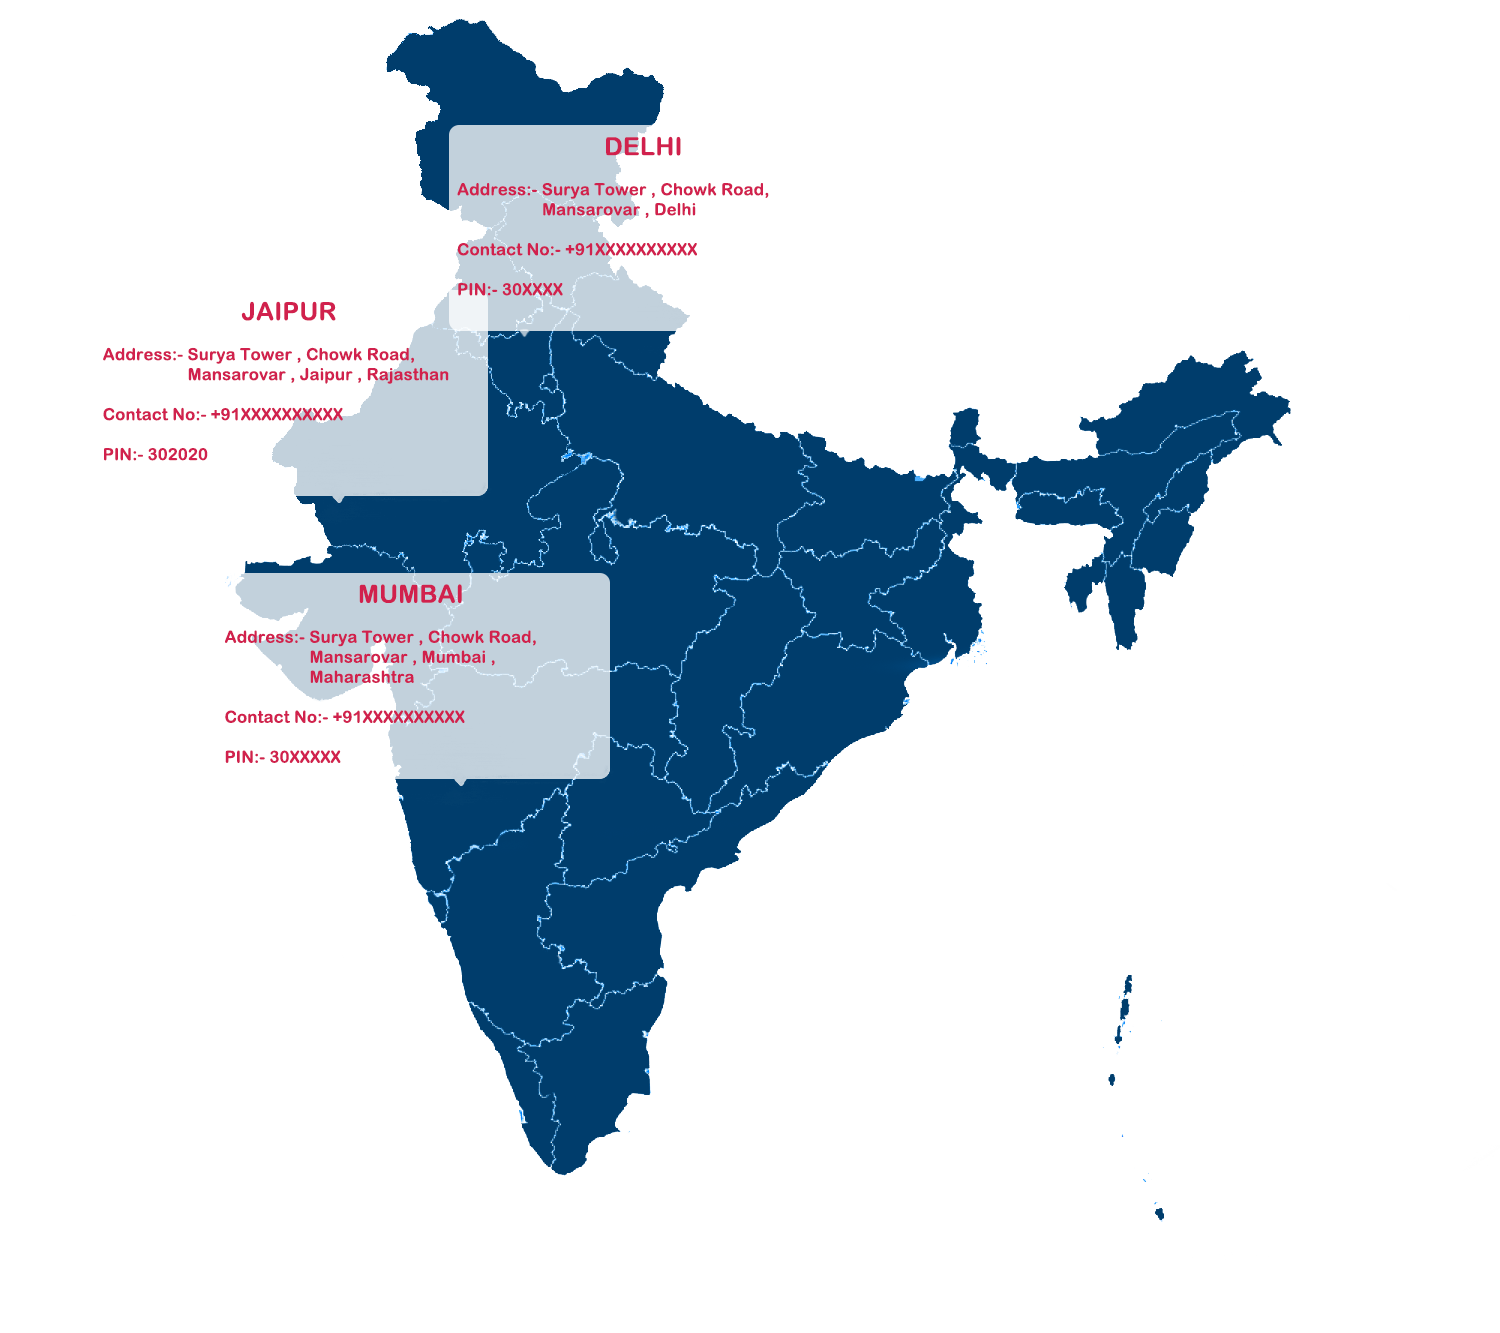 DELHI
Address:- Surya Tower , Chowk Road,
Mansarovar , Delhi
Contact No:- +91XXXXXXXXXX
PIN:- 30XXXX
JAIPUR
Address:- Surya Tower , Chowk Road,
Mansarovar , Jaipur , Rajasthan
Contact No:- +91XXXXXXXXXX
PIN:- 302020
MUMBAI
Address:- Surya Tower , Chowk Road,
Mansarovar , Mumbai ,
Maharashtra
Contact No:- +91XXXXXXXXXX
PIN:- 30XXXXX